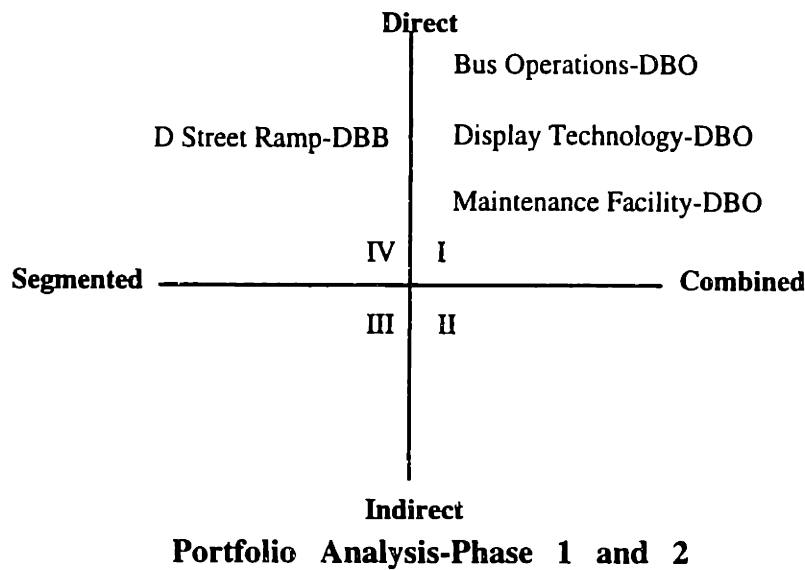 Direct
Bus Operations-DBO
D Street Ramp-DBB
Display Technology-DBO
Maintenance Facility-DBO
IV
I
Segmented
Combined
III
II
Indirect
Portfolio Analysis-Phase 1 and 2